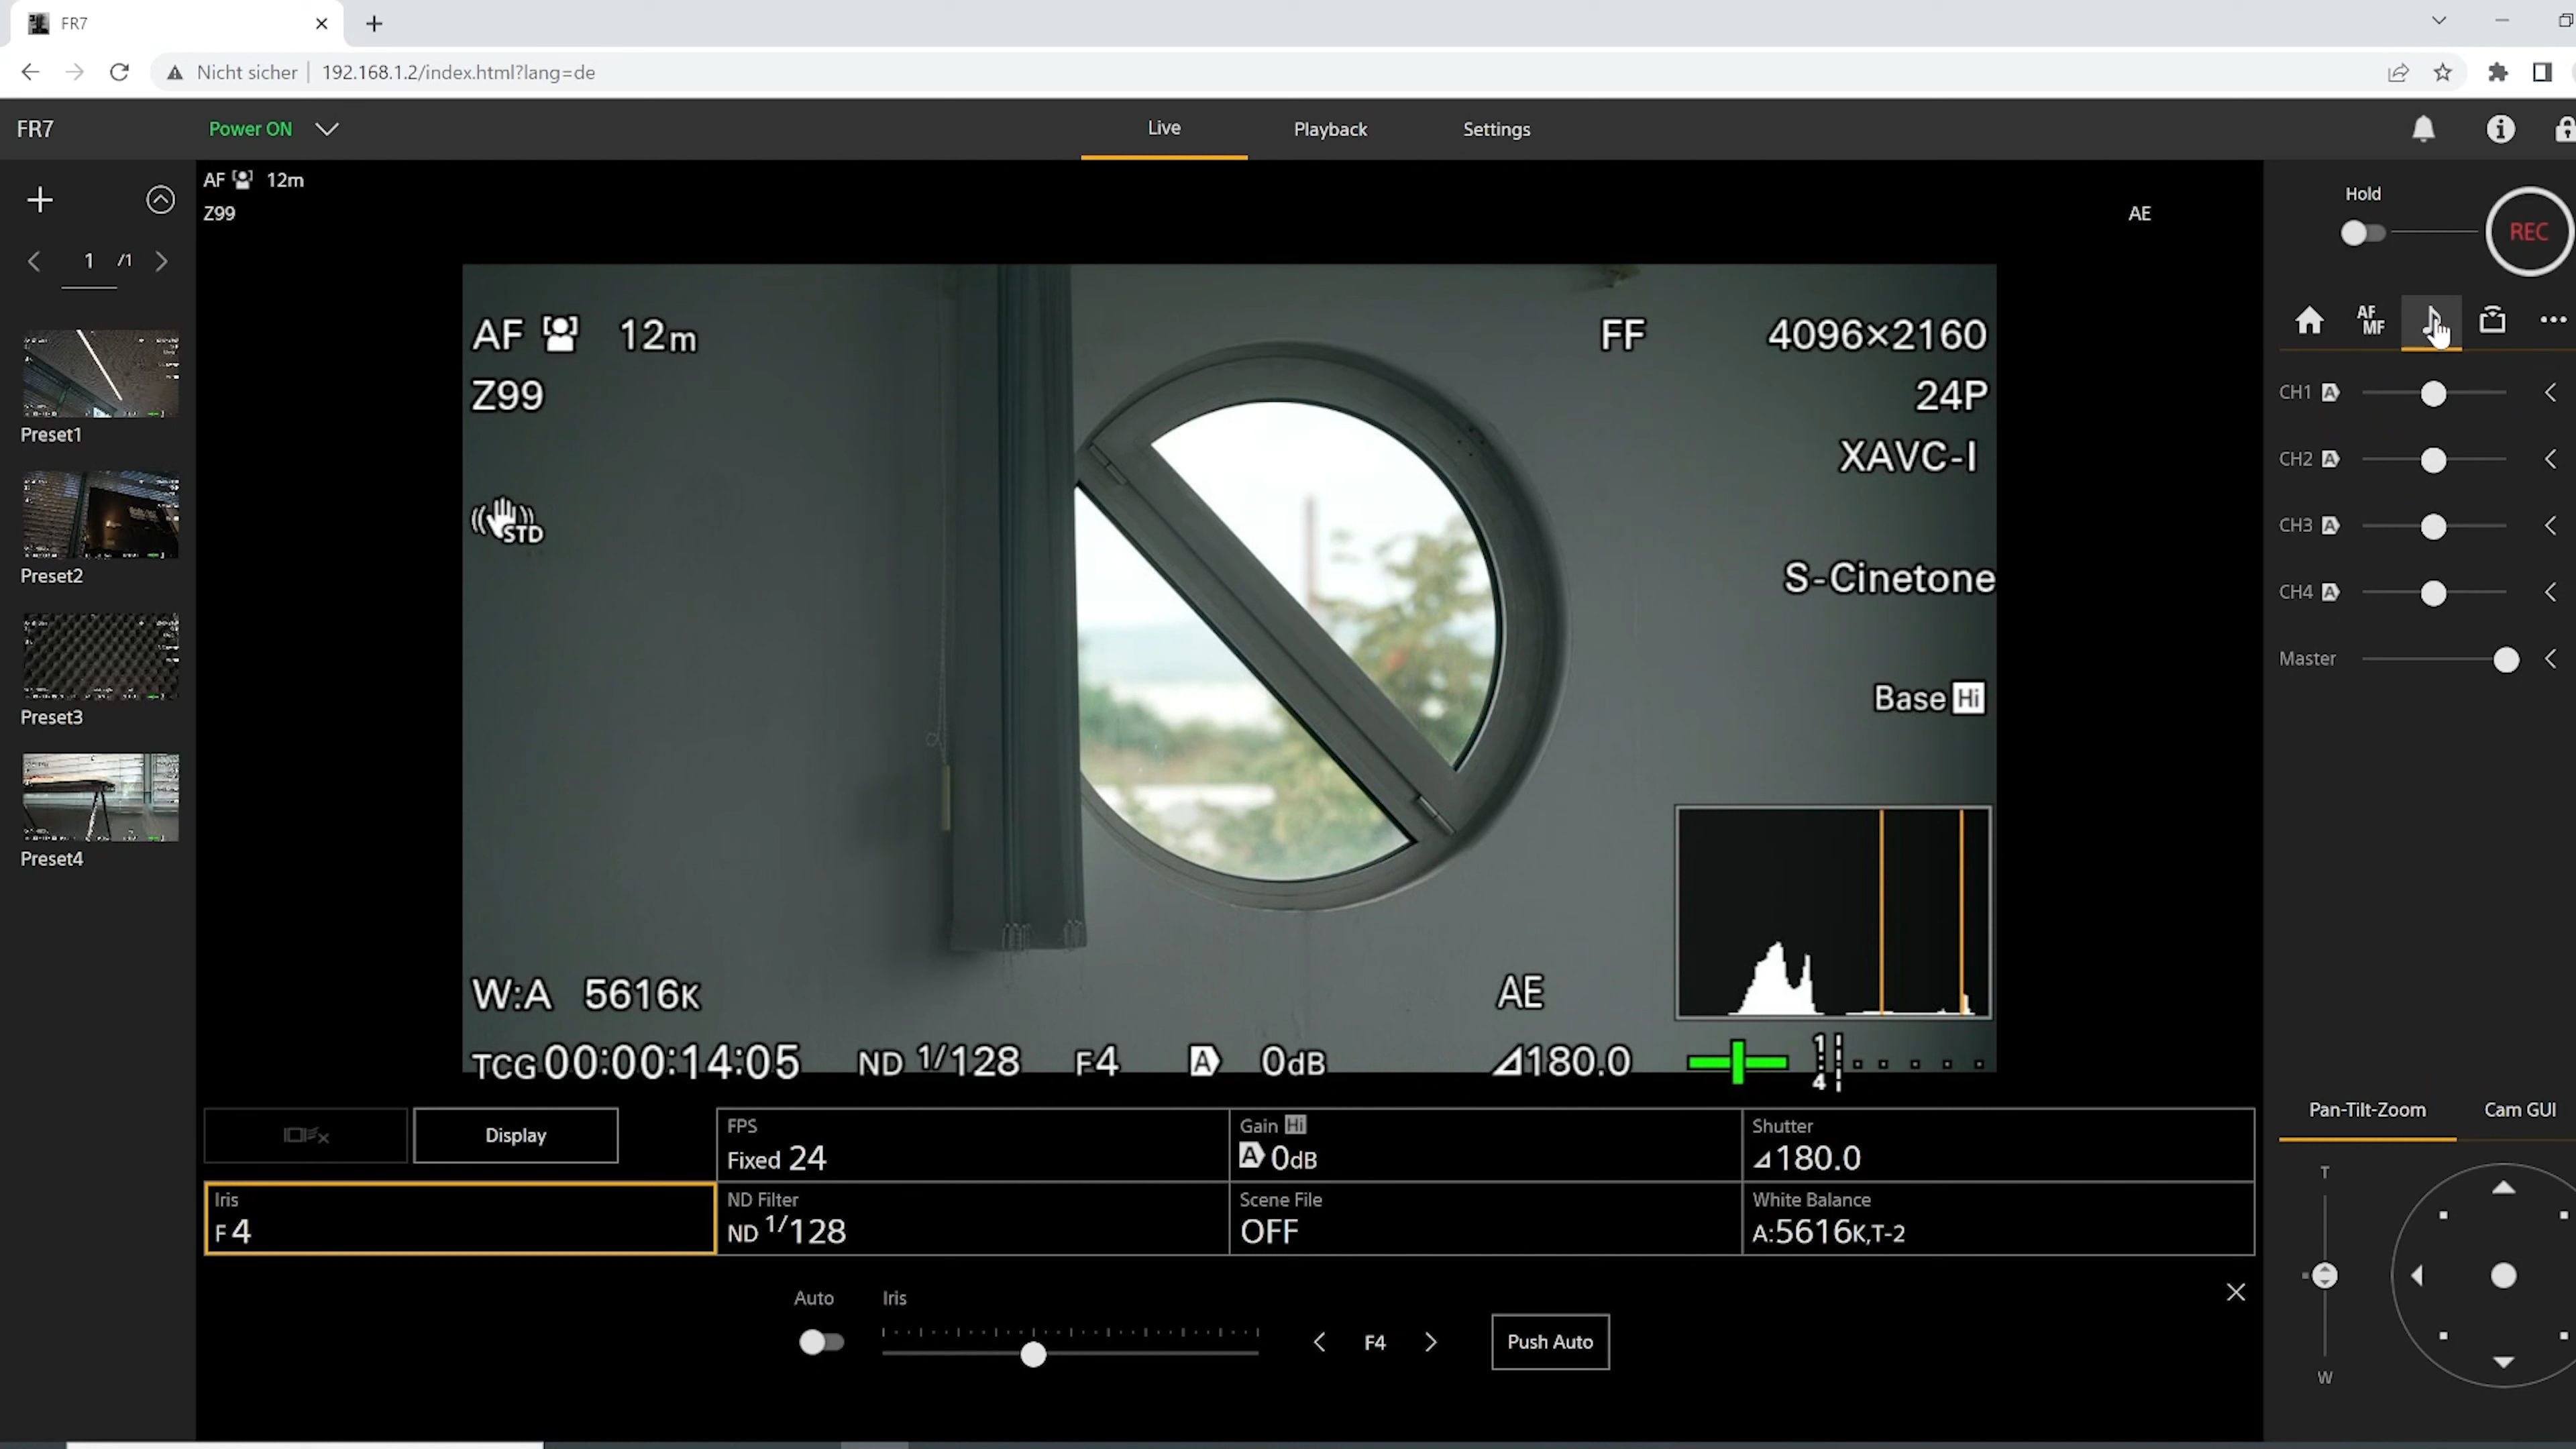 FR7
Nicht sicher
192.168.1.2/index.html?lang=de
FR7
Power ON
Live
Playback
Settings
AF 12m
Z99
AE
Hold
REC
1 /1
AF
MF
Preset1
Preset2
Preset3
Preset4
AF 12m
Z99
STD
FF
4096×2160
24P
XAVC-I
S-Cinetone
Base Hi
W:A 5616K
AE
TCG 00:00:14:05
ND 1/128
F4
A 0dB
180.0
1
4
CH1 A
CH2 A
CH3 A
CH4 A
Master
Display
FPS
Fixed 24
Gain Hi
A 0dB
Shutter
180.0
Iris
F 4
ND Filter
ND 1/128
Scene File
OFF
White Balance
A:5616K,T-2
Auto
Iris
F4
Push Auto
Pan-Tilt-Zoom
Cam GUI
T
W